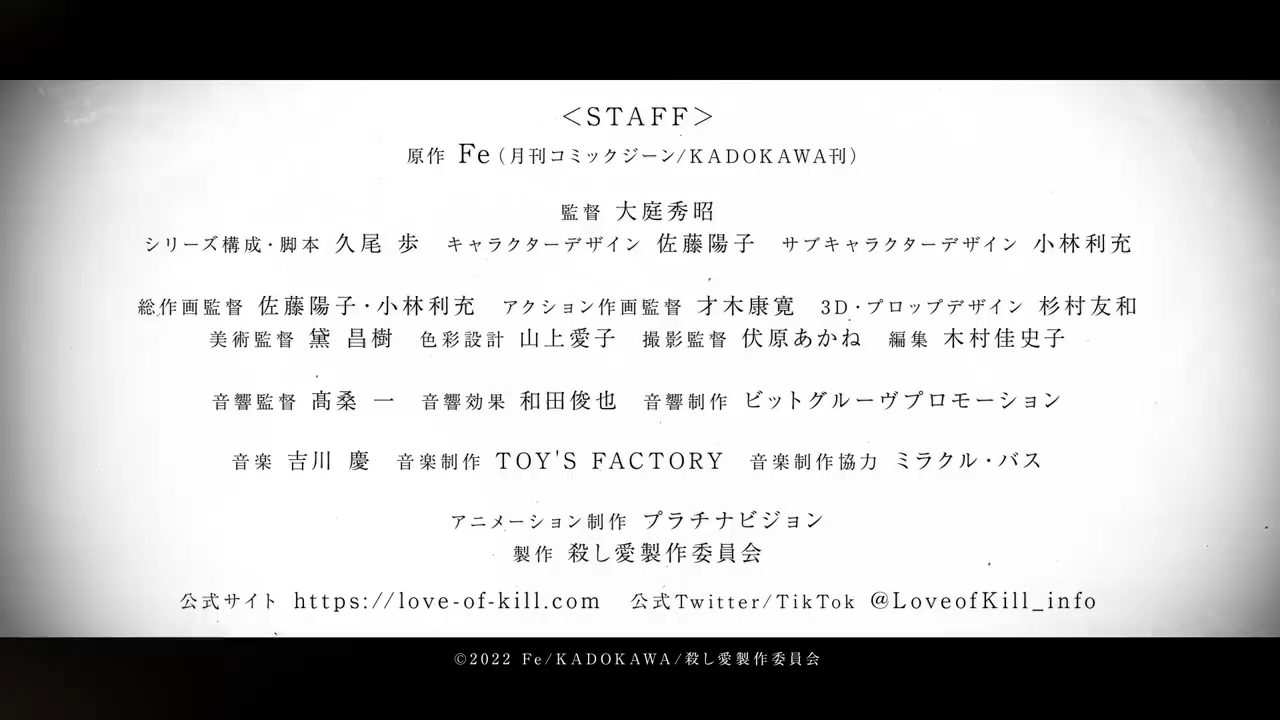 <STAFF>
原作 Fe（月刊コミックジーン/KADOKAWA刊）
監督 大庭秀昭
シリーズ構成・脚本 久尾 歩 キャラクターデザイン 佐藤陽子 サブキャラクターデザイン 小林利充
総作画監督 佐藤陽子・小林利充 アクション作画監督 才木康寛 3D・プロップデザイン 杉村友和
美術監督 黛 昌樹 色彩設計 山上愛子 撮影監督 伏原あかね 編集 木村佳史子
音響監督 髙桑 一 音響効果 和田俊也 音響制作 ビットグルーヴプロモーション
音楽 吉川 慶 音楽制作 TOY'S FACTORY 音楽制作協力 ミラクル・バス
アニメーション制作 プラチナビジョン
製作 殺し愛製作委員会
公式サイト https://love-of-kill.com 公式Twitter/TikTok @LoveofKill_info
©2022 Fe/KADOKAWA/殺し愛製作委員会